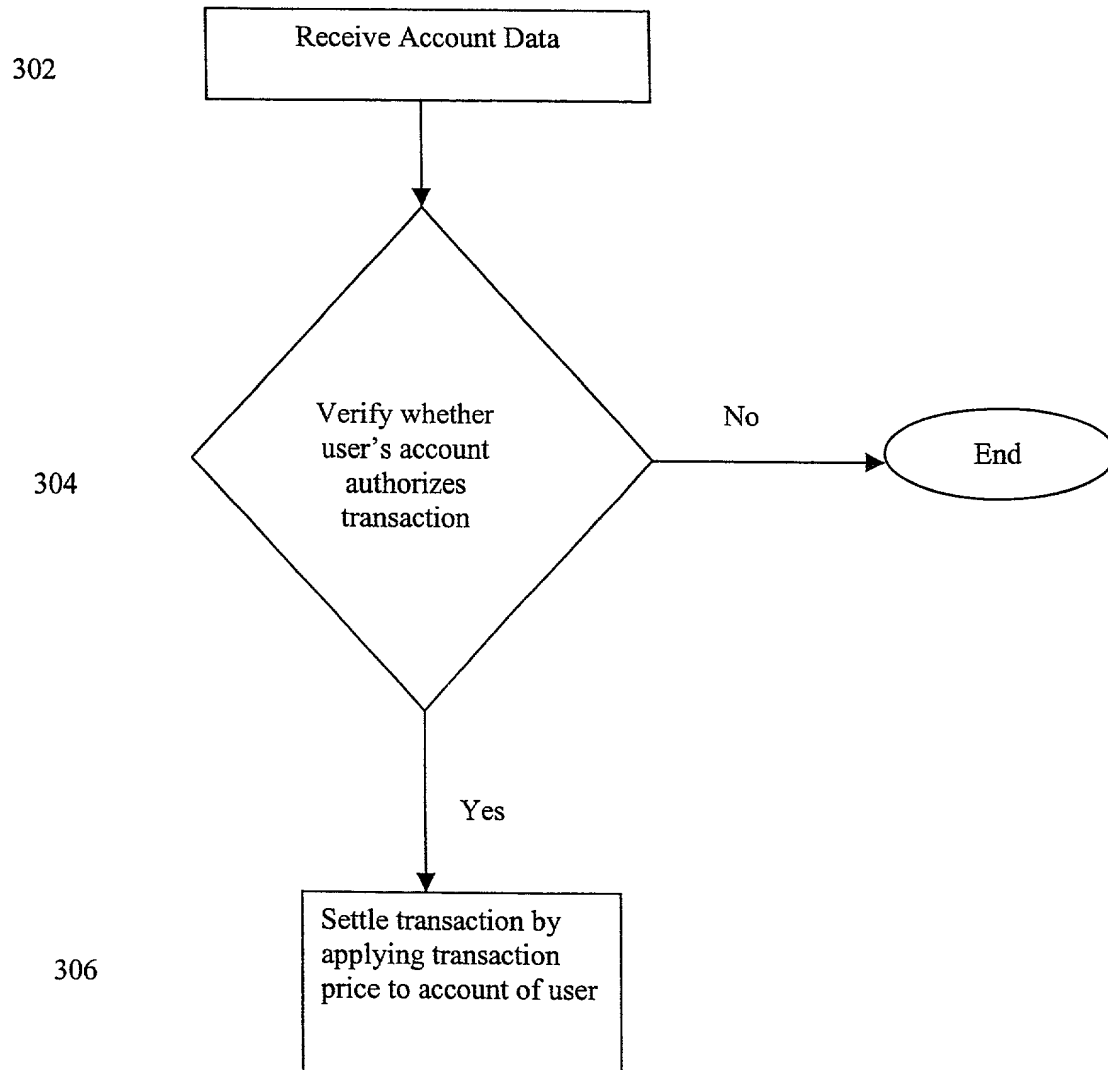 Receive Account Data
302
Verify whether
user's account
authorizes
transaction
No
End
304
Yes
Settle transaction by
applying transaction
price to account of user
306